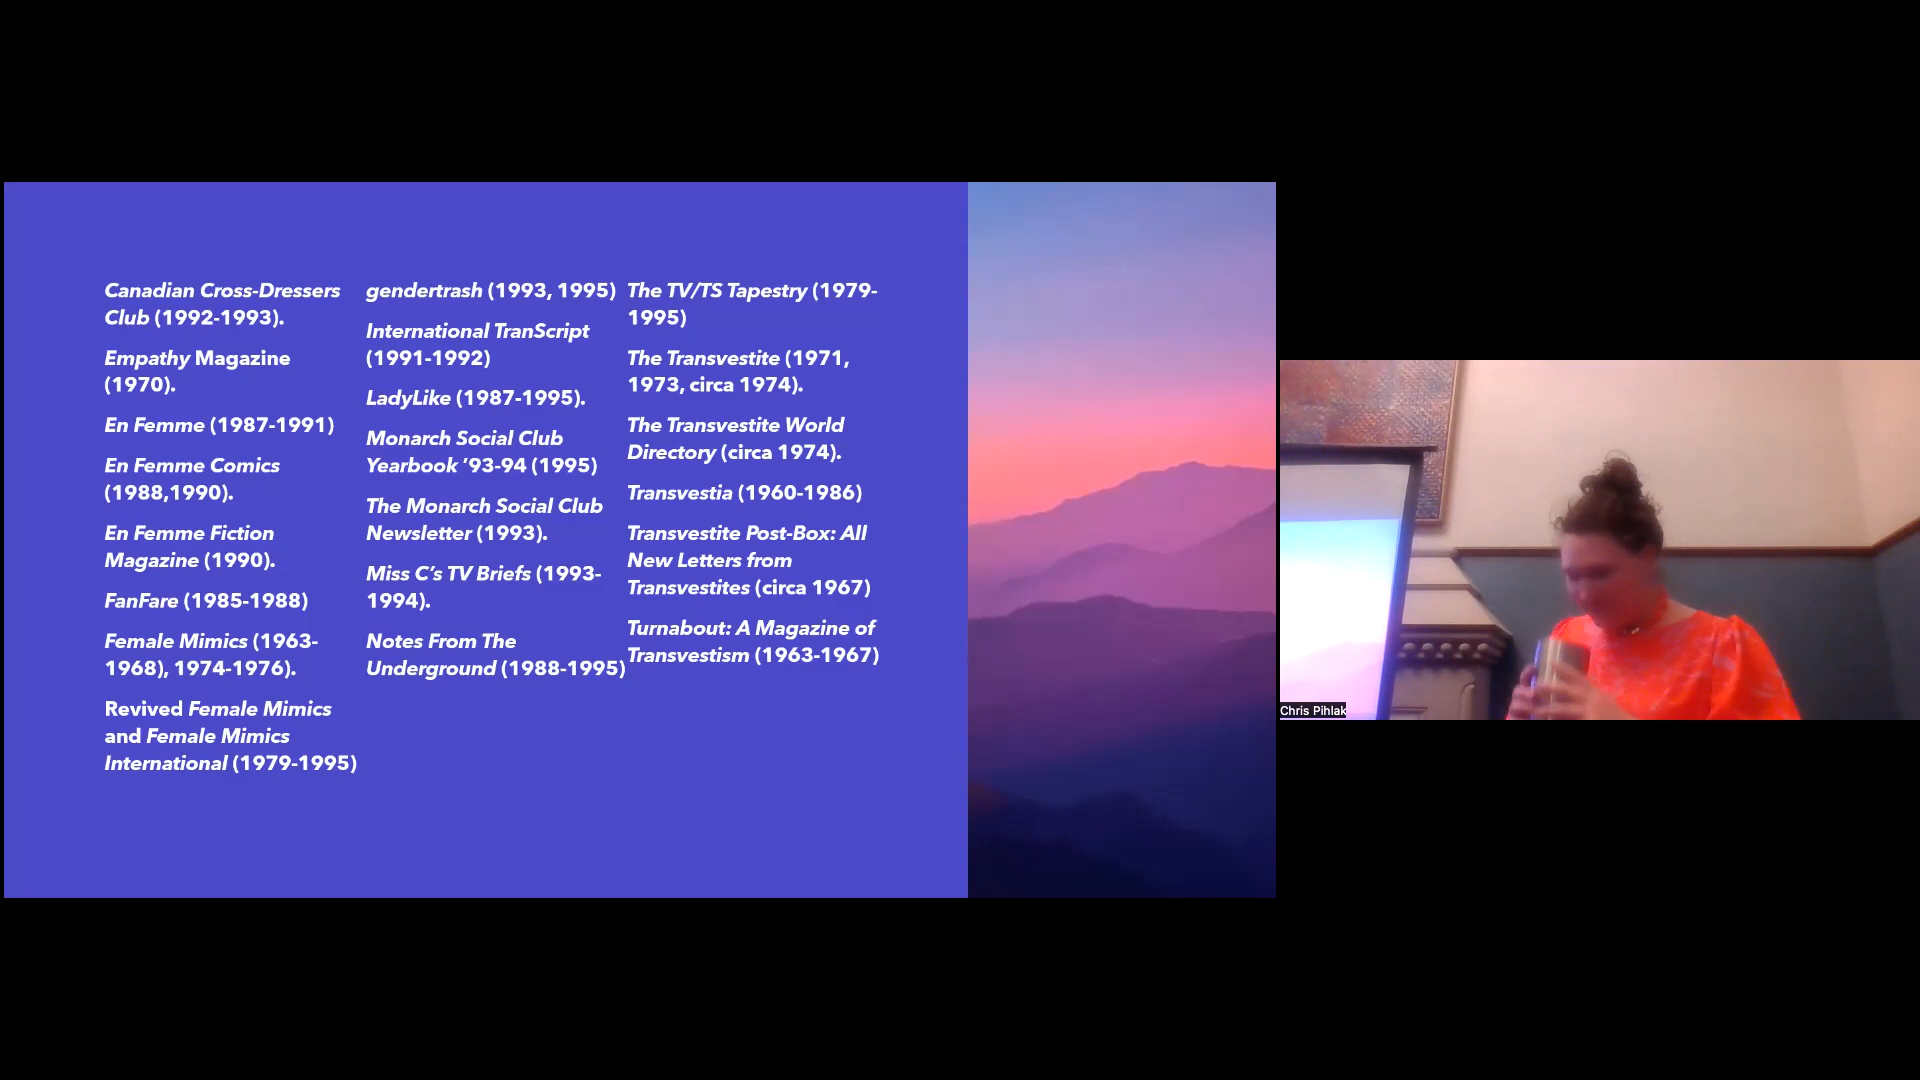 Canadian Cross-Dressers
Club (1992-1993).
Empathy Magazine
(1970).
En Femme (1987-1991)
En Femme Comics
(1988,1990).
En Femme Fiction
Magazine (1990).
FanFare (1985-1988)
Female Mimics (1963-
1968), 1974-1976).
Revived Female Mimics
and Female Mimics
International (1979-1995)
gendertrash (1993, 1995)
International TranScript
(1991-1992)
LadyLike (1987-1995).
Monarch Social Club
Yearbook ’93-94 (1995)
The Monarch Social Club
Newsletter (1993).
Miss C’s TV Briefs (1993-
1994).
Notes From The
Underground (1988-1995)
The TV/TS Tapestry (1979-
1995)
The Transvestite (1971,
1973, circa 1974).
The Transvestite World
Directory (circa 1974).
Transvestia (1960-1986)
Transvestite Post-Box: All
New Letters from
Transvestites (circa 1967)
Turnabout: A Magazine of
Transvestism (1963-1967)
Chris Pihlak